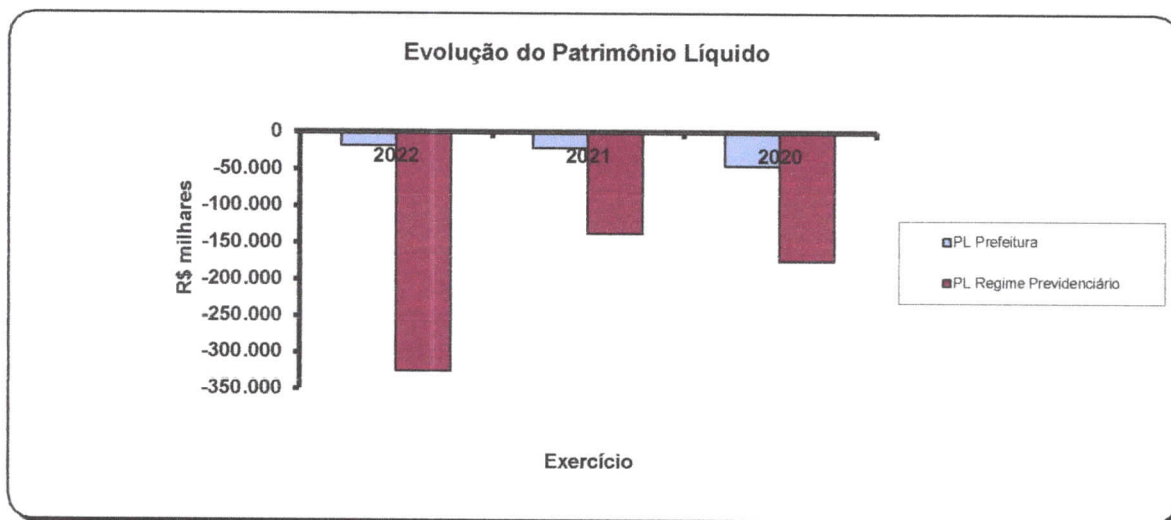 Evolução do Patrimônio Líquido
0
-50.000
-100.000
-150.000
-200.000
-250.000
-300.000
-350.000
R$ milhares
2022
2021
2020
Exercício
PL Prefeitura
PL Regime Previdenciário